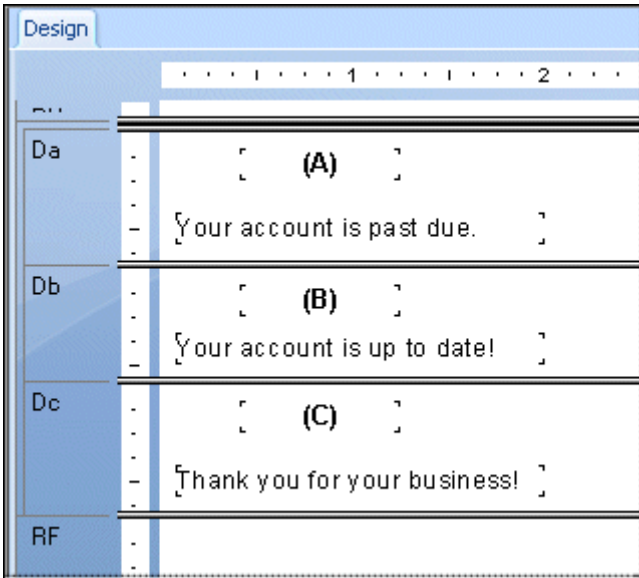 Design
1 2
Da
(A)
Your account is past due.
Db
(B)
Your account is up to date!
Dc
(C)
Thank you for your business!
RF